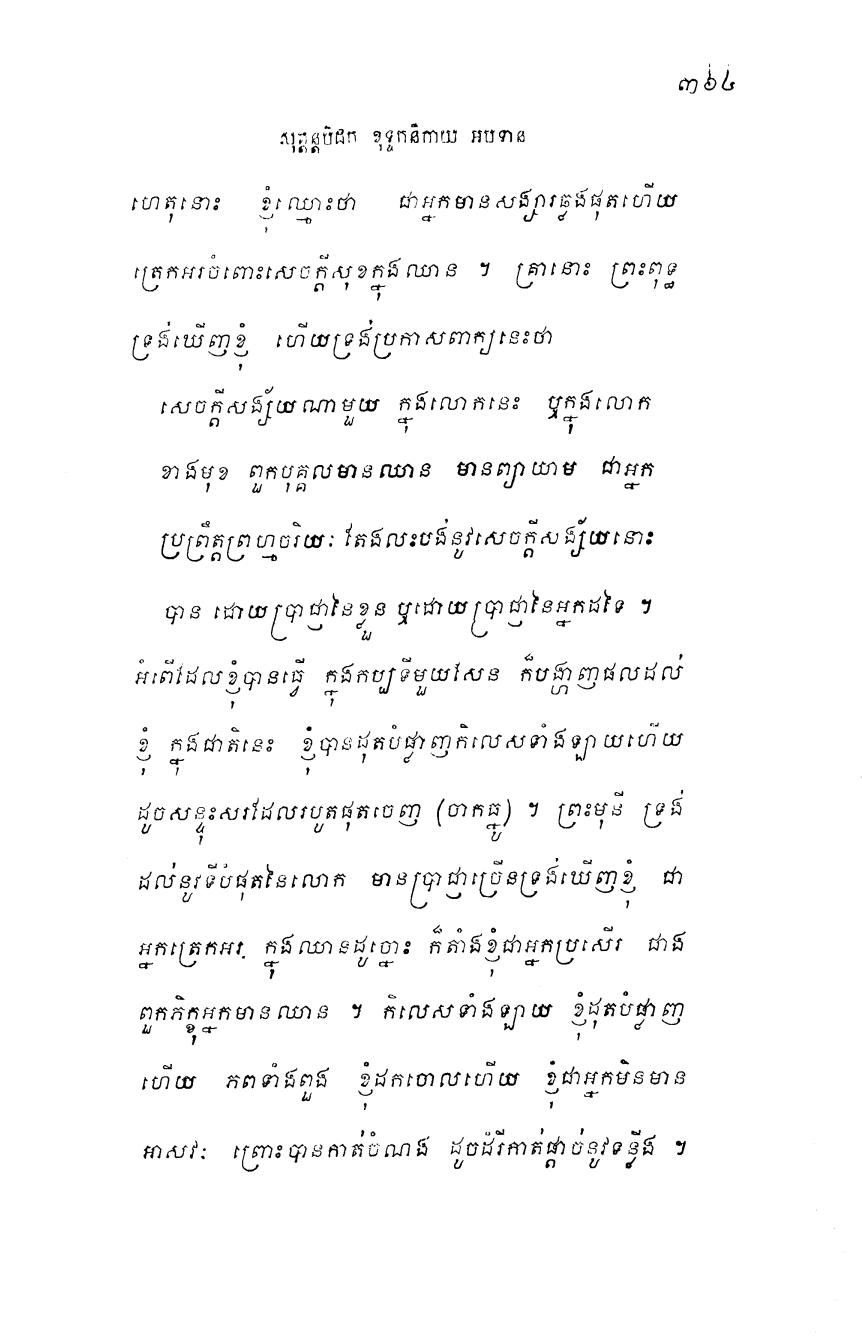 ៣៦៤
សុត្តន្តបិដក ខុទ្ទកនិកាយ អបទាន
ហេតុនោះ ខ្ញុំឈ្មោះថា ជាអ្នកមានសង្ស័យឆ្លងផុតហើយ
ត្រេកអរចំពោះសេចក្តីសុខក្នុងឈាន ។ គ្រានោះ ព្រះពុទ្ធ
ទ្រង់ឃើញខ្ញុំ ហើយទ្រង់ប្រកាសពាក្យនេះថា
សេចក្តីសង្ស័យណាមួយ ក្នុងលោកនេះ ឬក្នុងលោក
ខាងមុខ ពួកបុគ្គលមានឈាន មានព្យាយាម ជាអ្នក
ប្រព្រឹត្តព្រហ្មចរិយៈ តែងលះបង់នូវសេចក្តីសង្ស័យនោះ
បាន ដោយប្រាជ្ញានៃខ្លួន ឬដោយប្រាជ្ញានៃអ្នកដទៃ ។
អំពើដែលខ្ញុំបានធ្វើ ក្នុងកប្បទីមួយសែន ក៏បង្ហាញផលដល់
ខ្ញុំ ក្នុងជាតិនេះ ខ្ញុំបានដុតបំផ្លាញកិលេសទាំងឡាយហើយ
ដូចសន្ទុះសរដែលរបូតផុតចេញ (ចាកធ្នូ) ។ ព្រះមុនី ទ្រង់
ដល់នូវទីបំផុតនៃលោក មានប្រាជ្ញាច្រើនទ្រង់ឃើញខ្ញុំ ជា
អ្នកត្រេកអរ ក្នុងឈានដូច្នោះ ក៏តាំងខ្ញុំជាអ្នកប្រសើរ ជាង
ពួកភិក្ខុអ្នកមានឈាន ។ កិលេសទាំងឡាយ ខ្ញុំដុតបំផ្លាញ
ហើយ ភពទាំងពួង ខ្ញុំដកចោលហើយ ខ្ញុំជាអ្នកមិនមាន
អាសវៈ ព្រោះបានកាត់ចំណង ដូចដំរីកាត់ផ្តាច់នូវទន្លីង ។